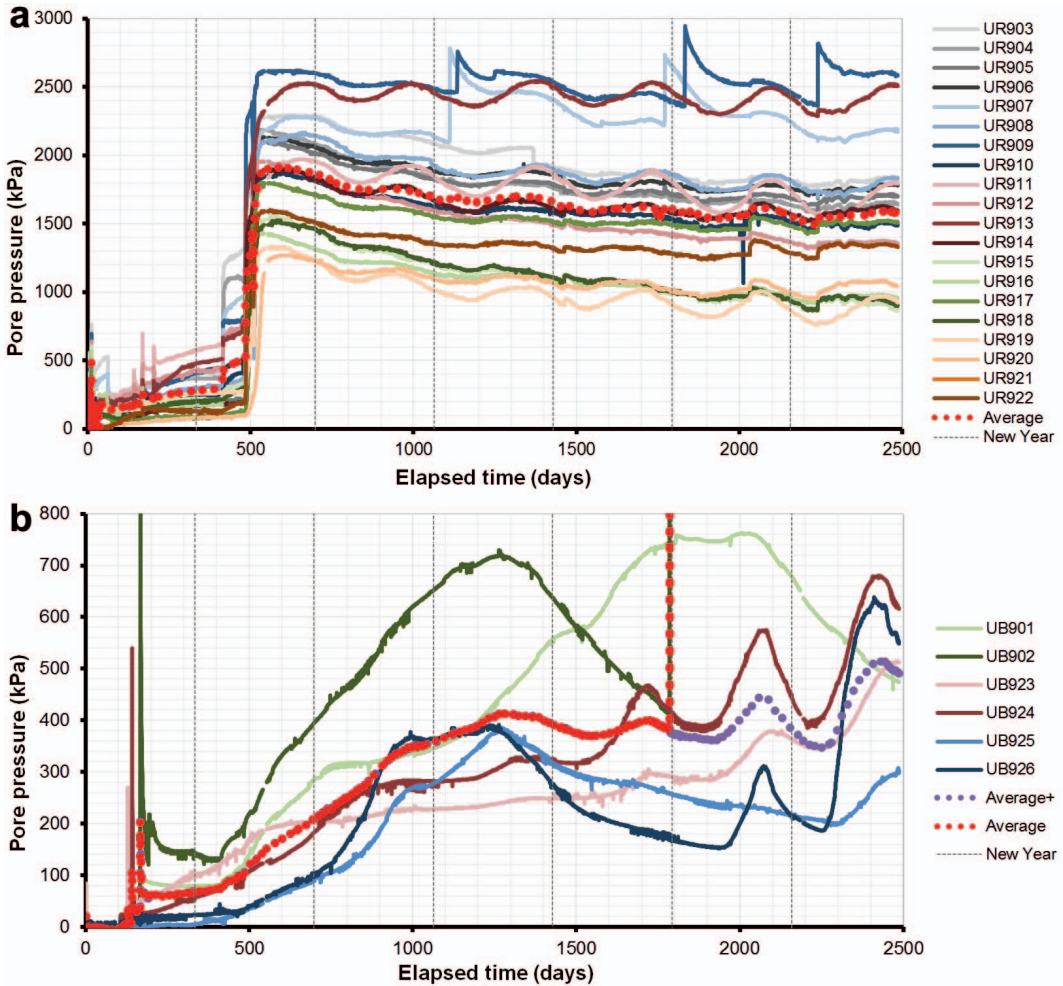 a
3000
2500
2000
1500
1000
500
0
Pore pressure (kPa)
0 500 1000 1500 2000 2500
Elapsed time (days)
UR903
UR904
UR905
UR906
UR907
UR908
UR909
UR910
UR911
UR912
UR913
UR914
UR915
UR916
UR917
UR918
UR919
UR920
UR921
UR922
Average
New Year
b
800
700
600
500
400
300
200
100
0
Pore pressure (kPa)
0 500 1000 1500 2000 2500
Elapsed time (days)
UB901
UB902
UB923
UB924
UB925
UB926
Average+
Average
New Year